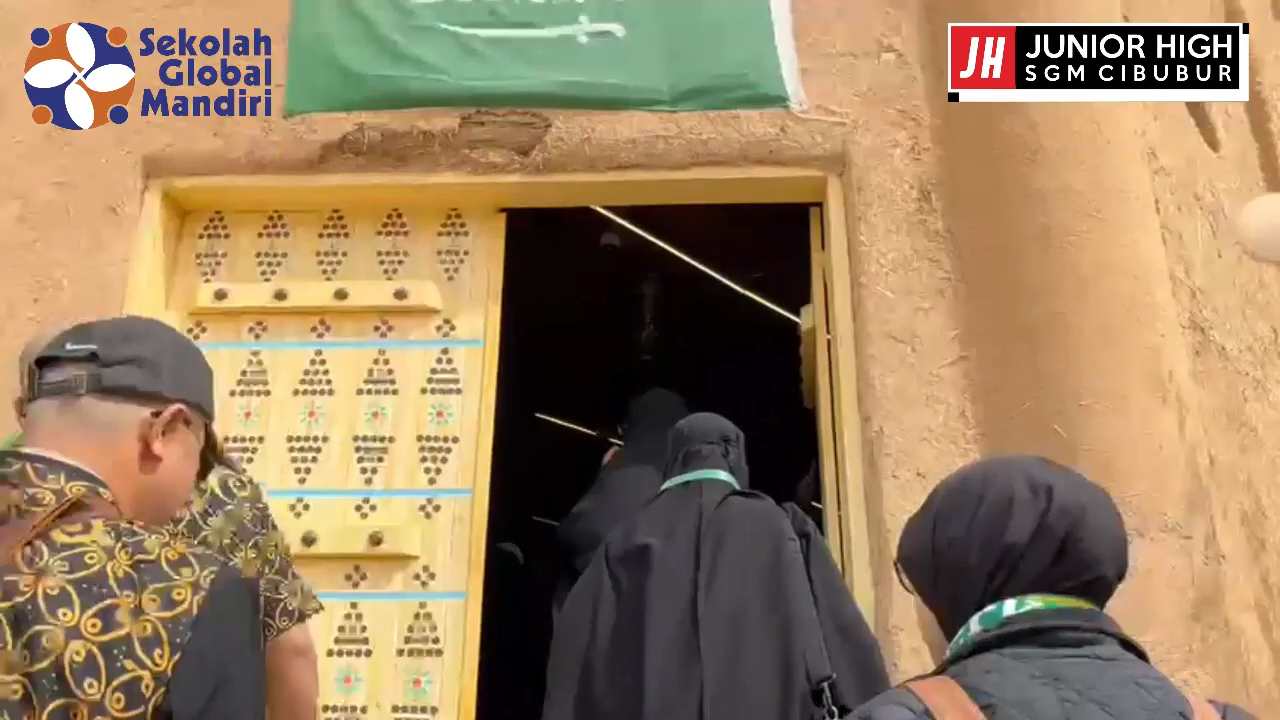 Sekolah
Global
Mandiri
JH JUNIOR HIGH
SGM CIBUBUR